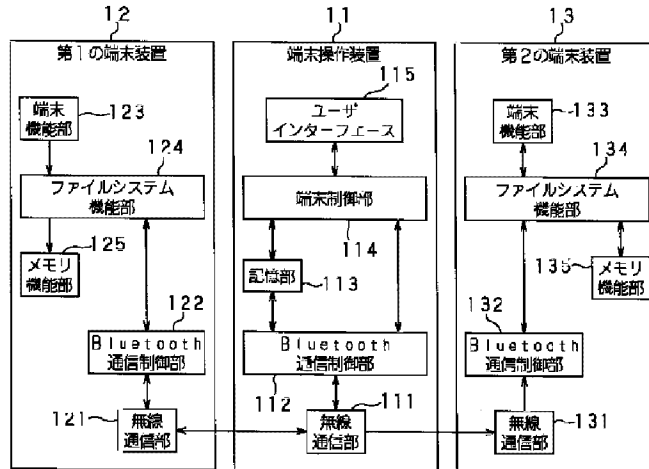 12
第1の端末装置
端末
機能部
123
124
ファイルシステム
機能部
125
メモリ
機能部
122
Bluetooth
通信制御部
121
無線
通信部
11
端末操作装置
115
ユーザ
インターフェース
端末制御部
114
記憶部
113
Bluetooth
通信制御部
112
111
無線
通信部
13
第2の端末装置
端末
機能部
133
134
ファイルシステム
機能部
135
メモリ
機能部
132
Bluetooth
通信制御部
無線
通信部
131